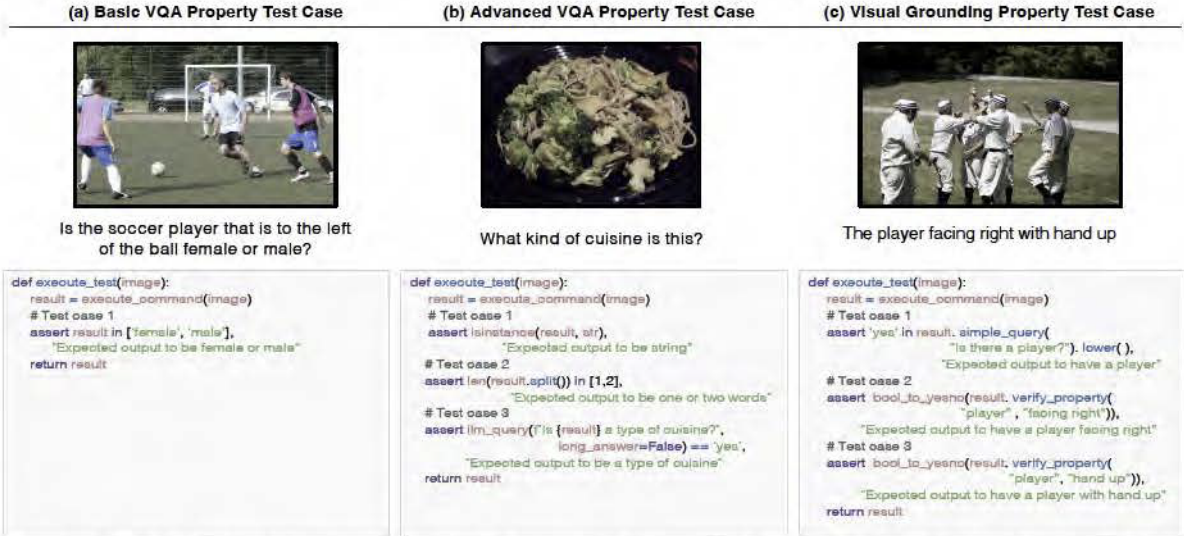 (a) Basic VQA Property Test Case
Is the soccer player that is to the left
of the ball female or male?
def execute_test(image):
result = execute_command(image)
# Test case 1
assert result in ['female', 'male'],
"Expected output to be female or male"
return result
(b) Advanced VQA Property Test Case
What kind of cuisine is this?
def execute_test(image):
result = execute_command(image)
# Test case 1
assert isinstance(result, str),
"Expected output to be string"
# Test case 2
assert len(result.split()) in [1,2],
"Expected output to be one or two words"
# Test case 3
assert llm_query(f"is {result} a type of cuisine?",
long_answer=False) == 'yes',
"Expected output to be a type of cuisine"
return result
(c) Visual Grounding Property Test Case
The player facing right with hand up
def execute_test(image):
result = execute_command(image)
# Test case 1
assert 'yes' in result. simple_query(
"is there a player?"). lower( ),
"Expected output to have a player"
# Test case 2
assert bool_to_yesno(result. verify_property(
"player" , "facing right")),
"Expected output to have a player facing right"
# Test case 3
assert bool_to_yesno(result. verify_property(
"player", "hand up")),
"Expected output to have a player with hand up"
return result